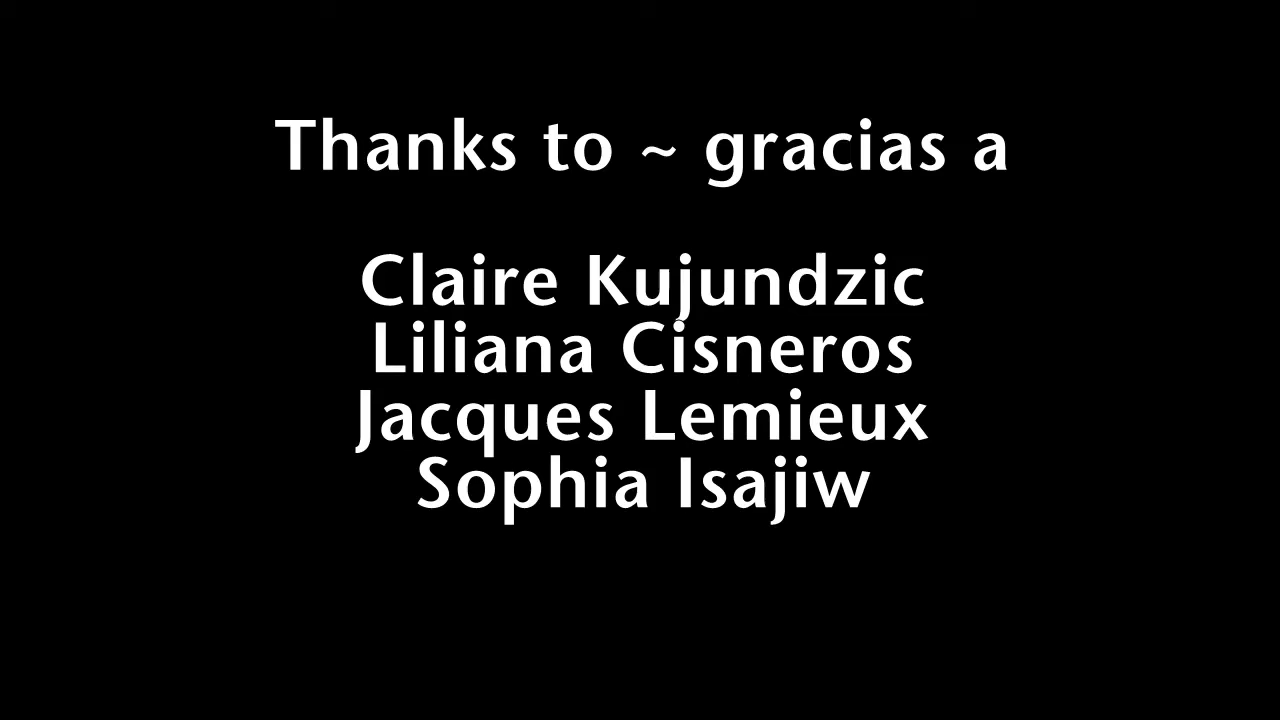 Thanks to ~ gracias a
Claire Kujundzic
Liliana Cisneros
Jacques Lemieux
Sophia Isajiw